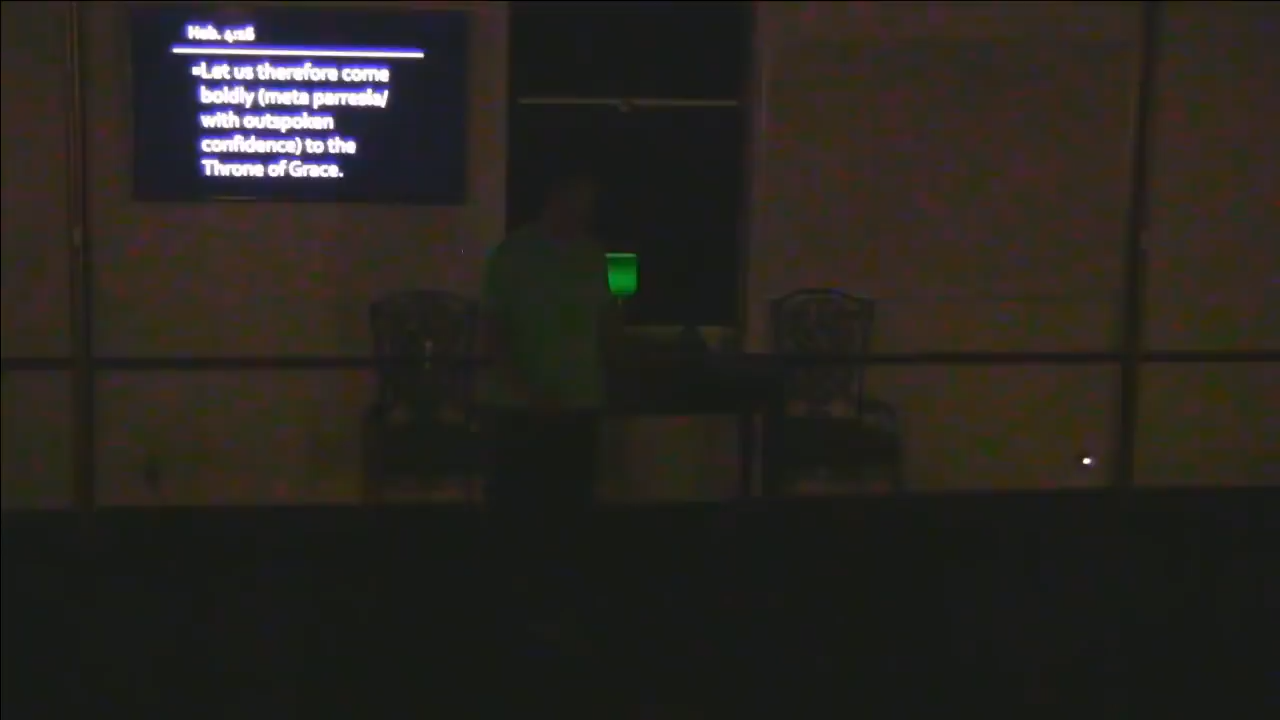 Heb. 4:16
▪Let us therefore come
boldly (meta parresia/
with outspoken
confidence) to the
Throne of Grace.